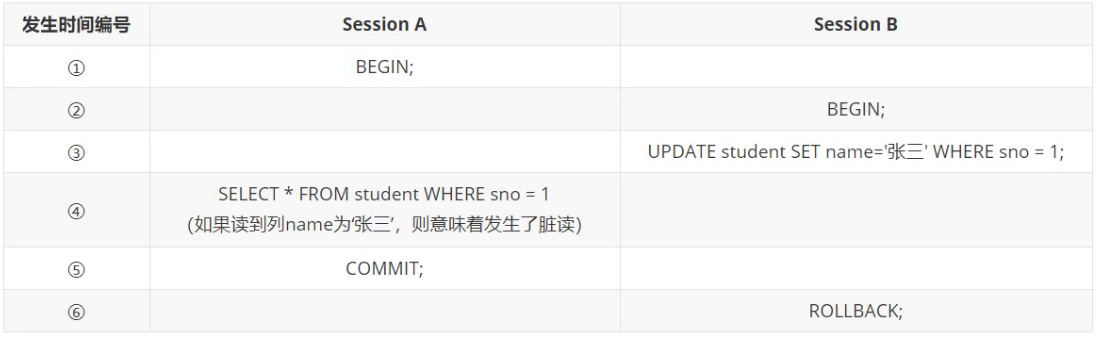 发生时间编号 Session A Session B
① BEGIN;
② BEGIN;
③ UPDATE student SET name='张三' WHERE sno = 1;
SELECT * FROM student WHERE sno = 1
④
(如果读到列name为‘张三’，则意味着发生了脏读)
⑤ COMMIT;
⑥ ROLLBACK;